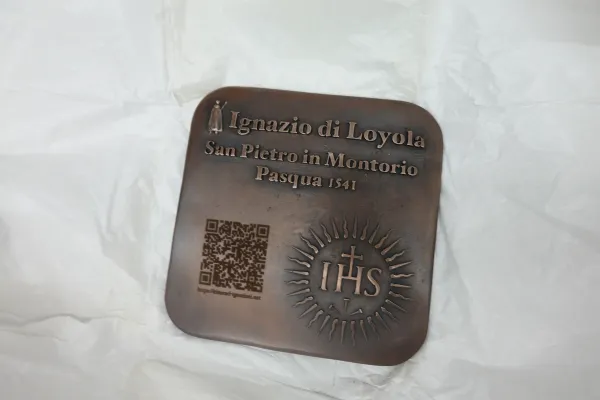 Ignazio di Loyola
San Pietro in Montorio
Pasqua 1541
IHS